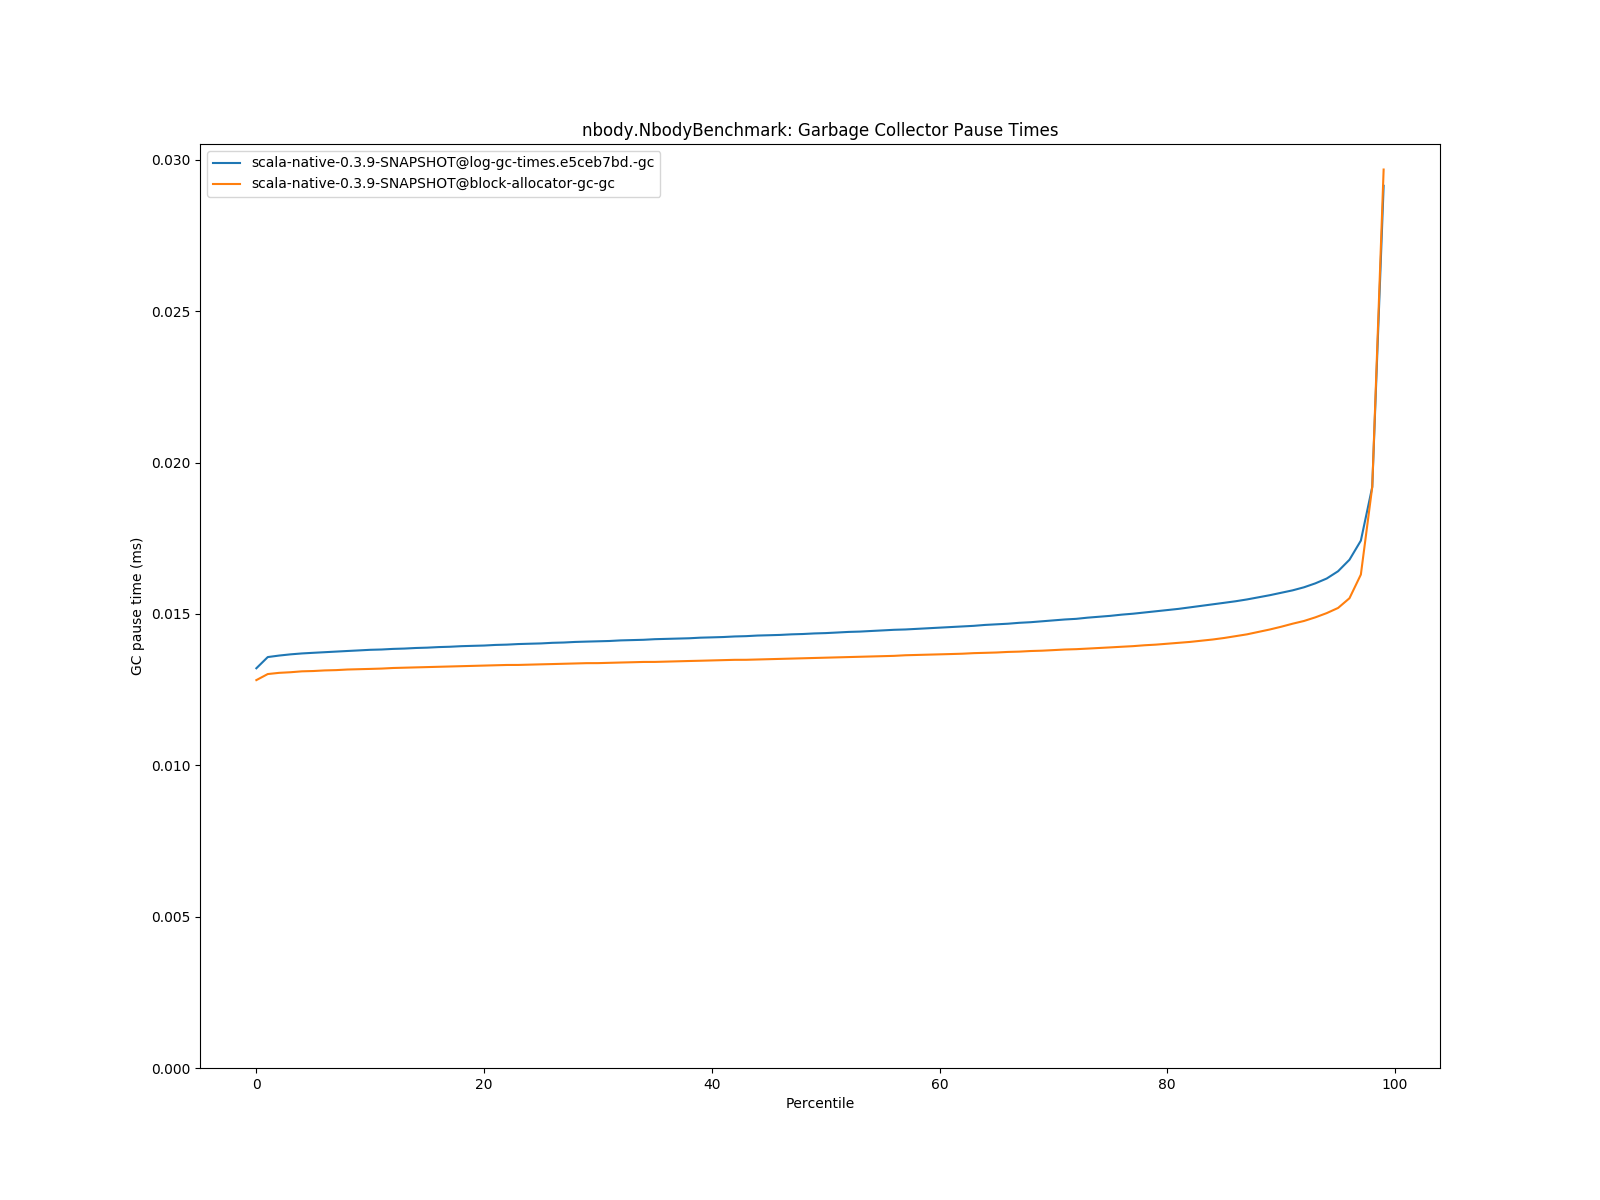 nbody.NbodyBenchmark: Garbage Collector Pause Times
scala-native-0.3.9-SNAPSHOT@log-gc-times.e5ceb7bd.-gc
scala-native-0.3.9-SNAPSHOT@block-allocator-gc-gc
GC pause time (ms)
0.030
0.025
0.020
0.015
0.010
0.005
0.000
0 20 40 60 80 100
Percentile